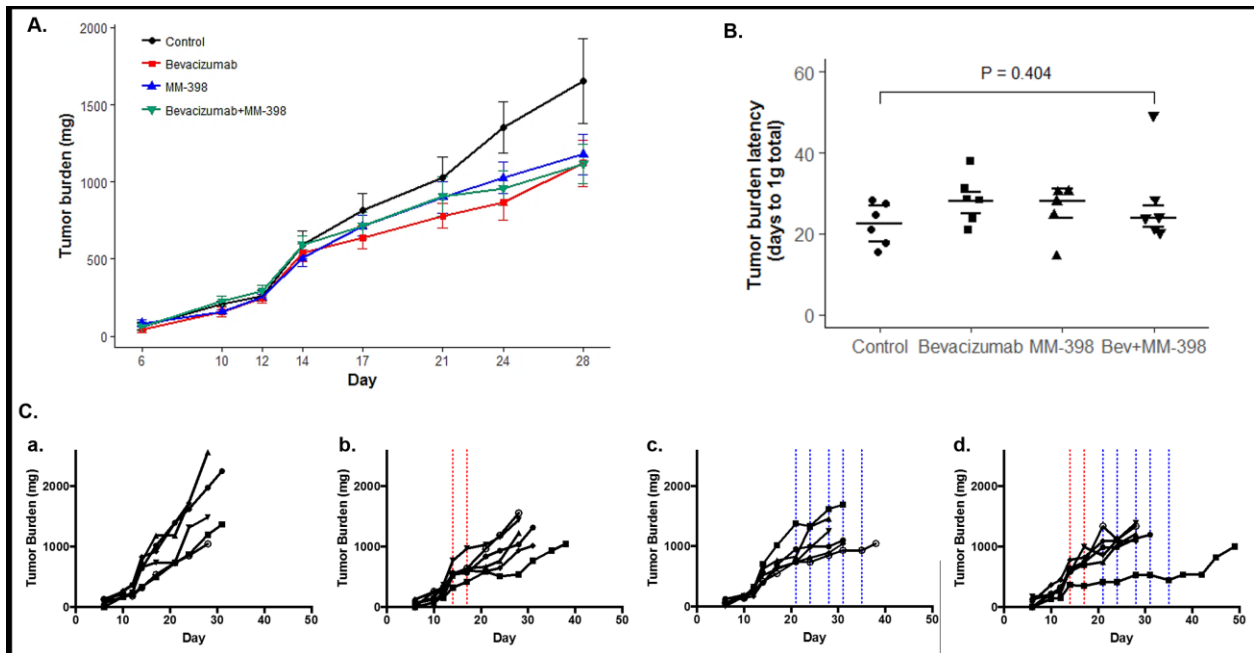 A.
Tumor burden (mg)
2000
1500
1000
500
0
Control
Bevacizumab
MM-398
Bevacizumab+MM-398
6 10 12 14 17 21 24 28
Day
B.
Tumor burden latency
(days to 1g total)
60
40
20
0
P = 0.404
Control Bevacizumab MM-398 Bev+MM-398
C.
a.
Tumor Burden (mg)
2000
1000
0
0 10 20 30 40 50
Day
b.
Tumor Burden (mg)
2000
1000
0
0 10 20 30 40 50
Day
c.
Tumor Burden (mg)
2000
1000
0
0 10 20 30 40 50
Day
d.
Tumor Burden (mg)
2000
1000
0
0 10 20 30 40 50
Day